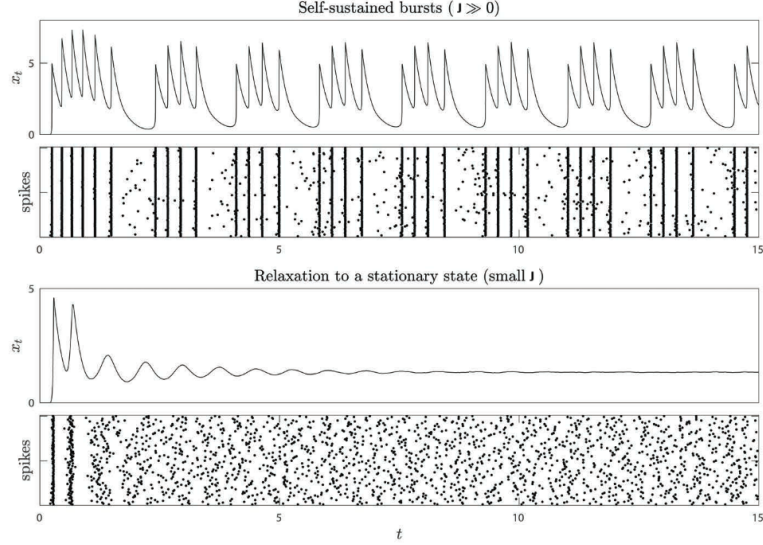 Self-sustained bursts ( J ≫ 0)
x_t
5
0
spikes
0 5 10 15
Relaxation to a stationary state (small J )
x_t
5
0
spikes
0 5 10 15
t